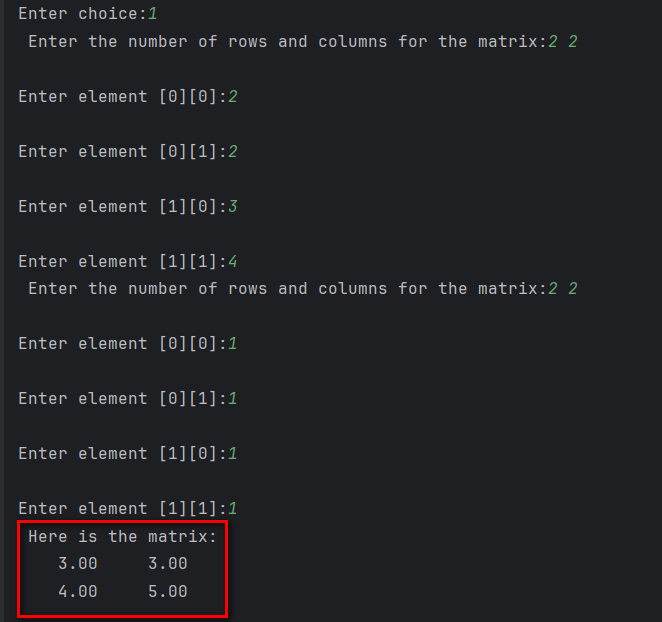 Enter choice:1
Enter the number of rows and columns for the matrix:2 2
Enter element [0][0]:2
Enter element [0][1]:2
Enter element [1][0]:3
Enter element [1][1]:4
Enter the number of rows and columns for the matrix:2 2
Enter element [0][0]:1
Enter element [0][1]:1
Enter element [1][0]:1
Enter element [1][1]:1
Here is the matrix:
3.00 3.00
4.00 5.00